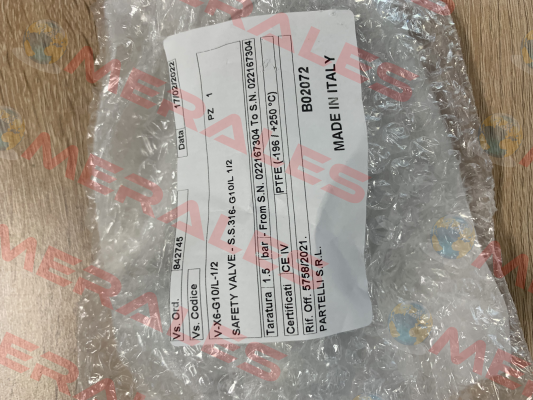 Vs. Ord. 842745 Data 17/02/2022
Vs. Codice
V-X6-G10/L-1/2 PZ 1
SAFETY VALVE - S.S.316- G10/L 1/2
Taratura 1.5 bar - From S.N. 022167304 To S.N. 022167304
Certificati CE IV PTFE (-196 / +250 °C)
Rif. Off. 5758/2021. B02072
PARTELLI S.R.L. MADE IN ITALY
MERALES
MERALES
MERALES